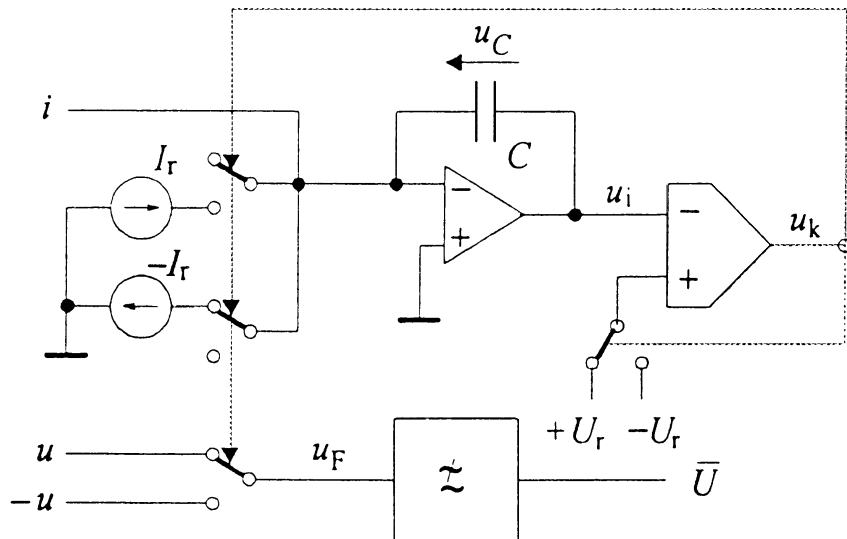 u_C
i
C
I_r
-I_r
−
+
u_i
−
+
u_k
+U_r −U_r
u
−u
u_F
Ū